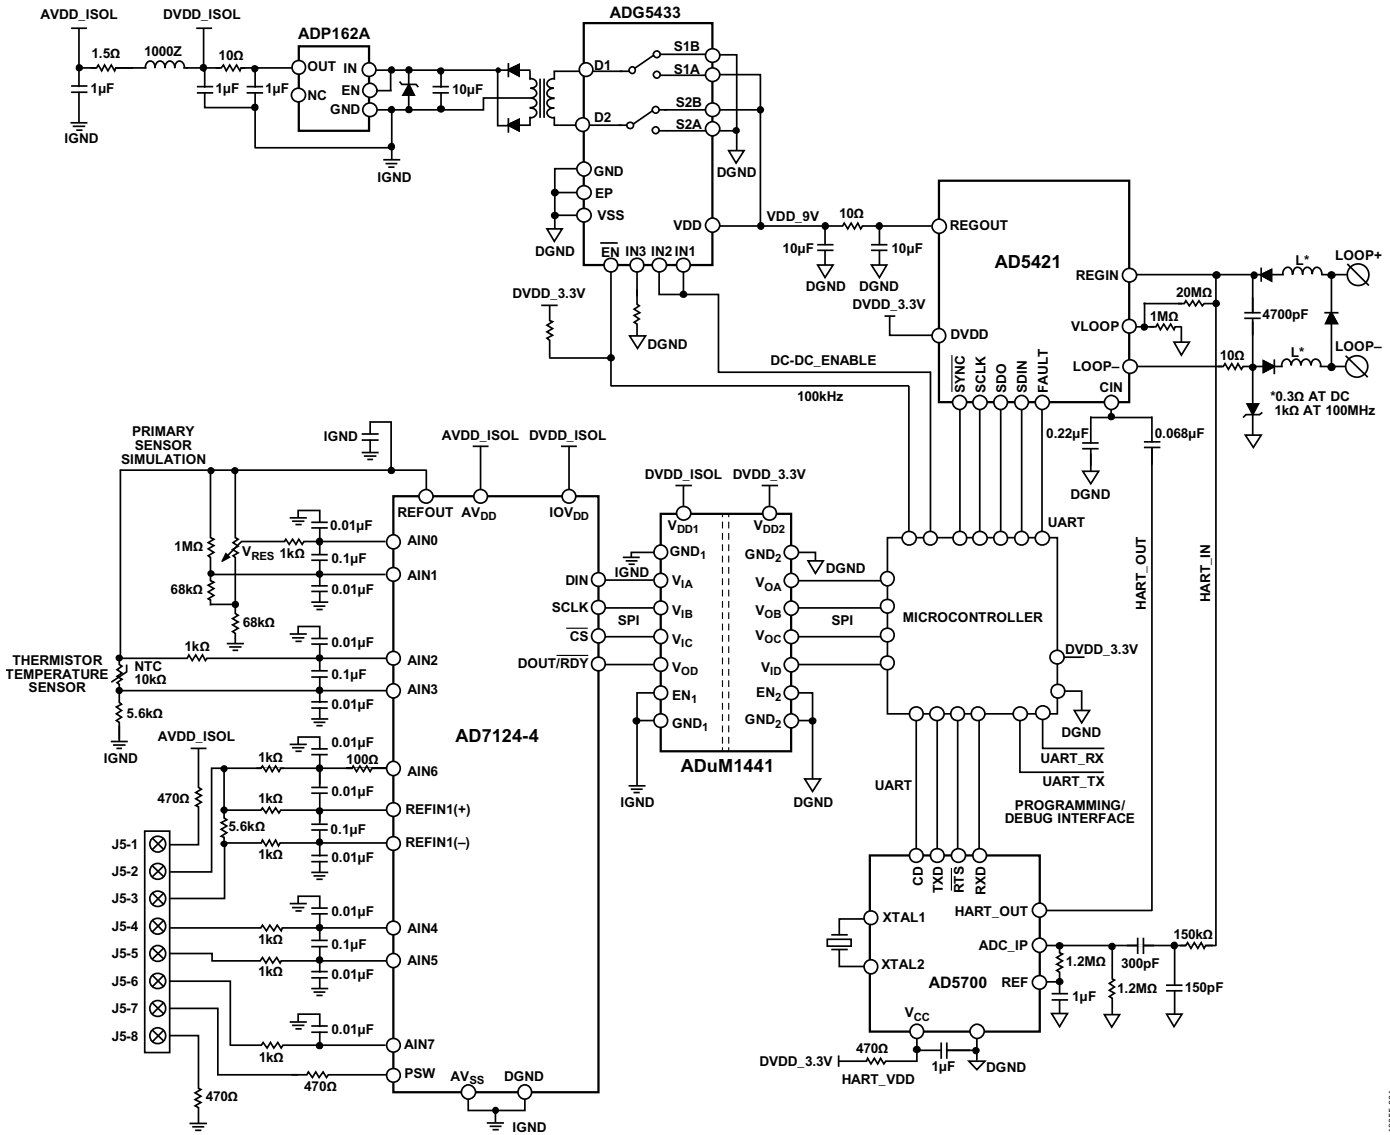 AVDD_ISOL
DVDD_ISOL
ADP162A
ADG5433
1.5Ω
1000Z
10Ω
1µF
1µF
1µF
IGND
OUT
NC
IN
EN
GND
10µF
IGND
D1
D2
S1B
S1A
S2B
S2A
DGND
GND
EP
VSS
DGND
VDD
EN
IN3
IN2
IN1
VDD_9V
10Ω
10µF
10µF
DGND
DGND
DVDD_3.3V
DGND
DC-DC_ENABLE
100kHz
DVDD_3.3V
REGOUT
AD5421
REGIN
VLOOP
LOOP–
DVDD
SYNC
SCLK
SDO
SDIN
FAULT
CIN
20MΩ
1MΩ
4700pF
10Ω
L*
LOOP+
L*
LOOP–
*0.3Ω AT DC
1kΩ AT 100MHz
0.22µF
0.068µF
DGND
UART
HART_OUT
HART_IN
PRIMARY
SENSOR
SIMULATION
IGND
AVDD_ISOL
DVDD_ISOL
REFOUT
AVDD
IOVDD
1MΩ
VRES
1kΩ
0.01µF
0.1µF
0.01µF
68kΩ
68kΩ
AIN0
AIN1
THERMISTOR
TEMPERATURE
SENSOR
NTC
10kΩ
1kΩ
0.01µF
0.1µF
0.01µF
5.6kΩ
IGND
AIN2
AIN3
AD7124-4
DIN
SCLK
CS
DOUT/RDY
IGND
SPI
DVDD_ISOL
DVDD_3.3V
VDD1
VDD2
GND1
GND2
VIA
VOA
VIB
VOB
VIC
VOC
VOD
VID
EN1
EN2
GND1
GND2
ADuM1441
IGND
DGND
DGND
SPI
MICROCONTROLLER
DVDD_3.3V
DGND
UART_RX
UART_TX
PROGRAMMING/
DEBUG INTERFACE
UART
AVDD_ISOL
470Ω
1kΩ
0.01µF
100Ω
AIN6
1kΩ
0.01µF
REFIN1(+)
5.6kΩ
0.1µF
1kΩ
0.01µF
REFIN1(–)
J5-1
J5-2
J5-3
J5-4
J5-5
J5-6
J5-7
J5-8
0.01µF
1kΩ
0.1µF
1kΩ
0.01µF
AIN4
AIN5
0.01µF
1kΩ
AIN7
470Ω
PSW
470Ω
AVSS
DGND
IGND
CD
TXD
RTS
RXD
XTAL1
XTAL2
AD5700
HART_OUT
ADC_IP
REF
VCC
1.2MΩ
1µF
1.2MΩ
300pF
150kΩ
150pF
DVDD_3.3V
470Ω
HART_VDD
1µF
DGND